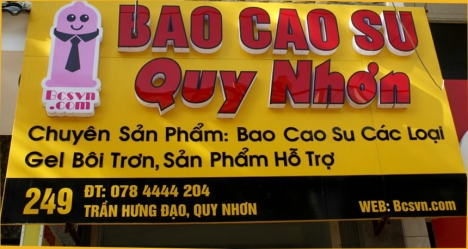 BAO CAO SU
Quy Nhơn
Bcsvn
.com
Chuyên Sản Phẩm: Bao Cao Su Các Loại
Gel Bôi Trơn, Sản Phẩm Hỗ Trợ
249 ĐT: 078 4444 204
TRẦN HƯNG ĐẠO, QUY NHƠN
WEB: Bcsvn.com